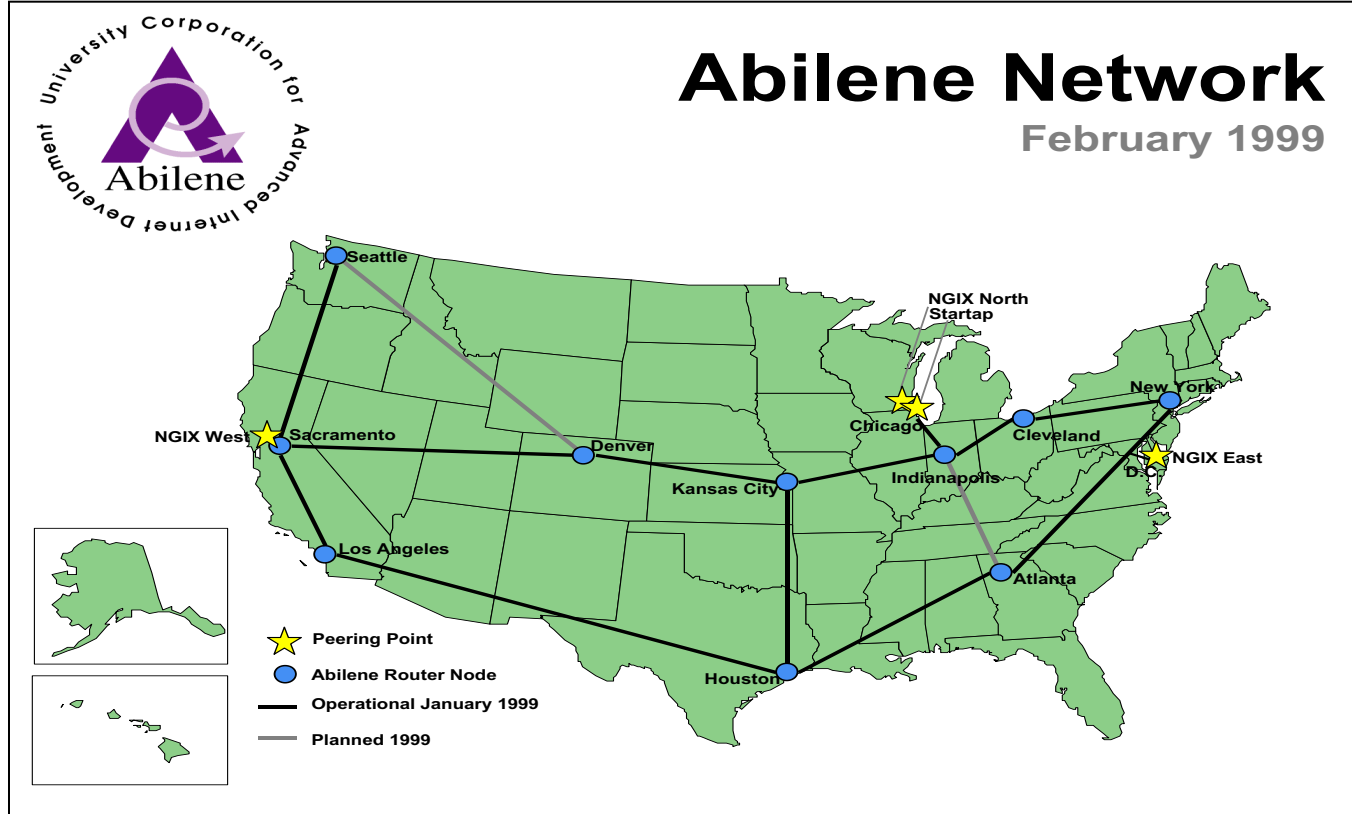 University Corporation for Advanced Internet Development
Abilene
Abilene Network
February 1999
Seattle
NGIX North
Startap
New York
Chicago
Cleveland
NGIX West
Sacramento
Denver
NGIX East
D.C.
Indianapolis
Kansas City
Los Angeles
Atlanta
Houston
Peering Point
Abilene Router Node
Operational January 1999
Planned 1999